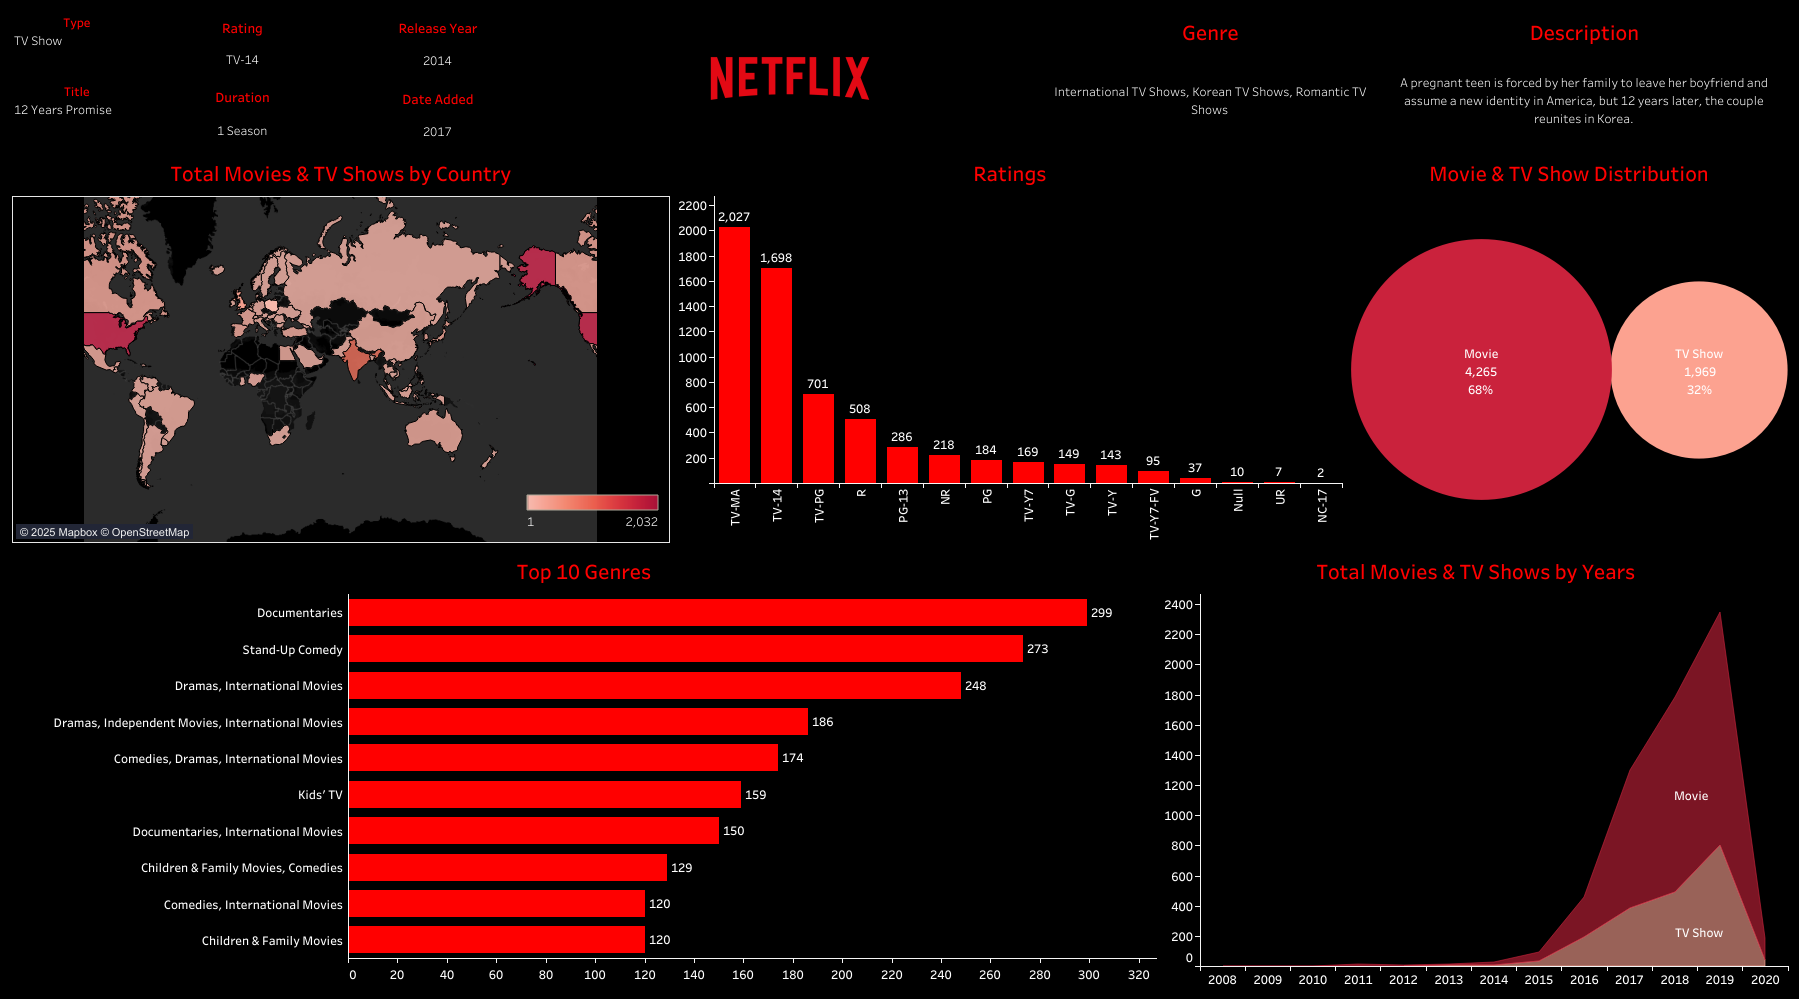 Type
TV Show
Title
12 Years Promise
Rating
TV-14
Duration
1 Season
Release Year
2014
Date Added
2017
NETFLIX
Genre
International TV Shows, Korean TV Shows, Romantic TV
Shows
Description
A pregnant teen is forced by her family to leave her boyfriend and
assume a new identity in America, but 12 years later, the couple
reunites in Korea.
Total Movies & TV Shows by Country
1 2,032
© 2025 Mapbox © OpenStreetMap
Ratings
2200
2000
1800
1600
1400
1200
1000
800
600
400
200
2,027
1,698
701
508
286
218
184
169
149
143
95
37
10
7
2
TV-MA
TV-14
TV-PG
R
PG-13
NR
PG
TV-Y7
TV-G
TV-Y
TV-Y7-FV
G
Null
UR
NC-17
Movie & TV Show Distribution
Movie
4,265
68%
TV Show
1,969
32%
Top 10 Genres
Documentaries 299
Stand-Up Comedy 273
Dramas, International Movies 248
Dramas, Independent Movies, International Movies 186
Comedies, Dramas, International Movies 174
Kids’ TV 159
Documentaries, International Movies 150
Children & Family Movies, Comedies 129
Comedies, International Movies 120
Children & Family Movies 120
0 20 40 60 80 100 120 140 160 180 200 220 240 260 280 300 320
Total Movies & TV Shows by Years
2400
2200
2000
1800
1600
1400
1200
1000
800
600
400
200
0
Movie
TV Show
2008 2009 2010 2011 2012 2013 2014 2015 2016 2017 2018 2019 2020